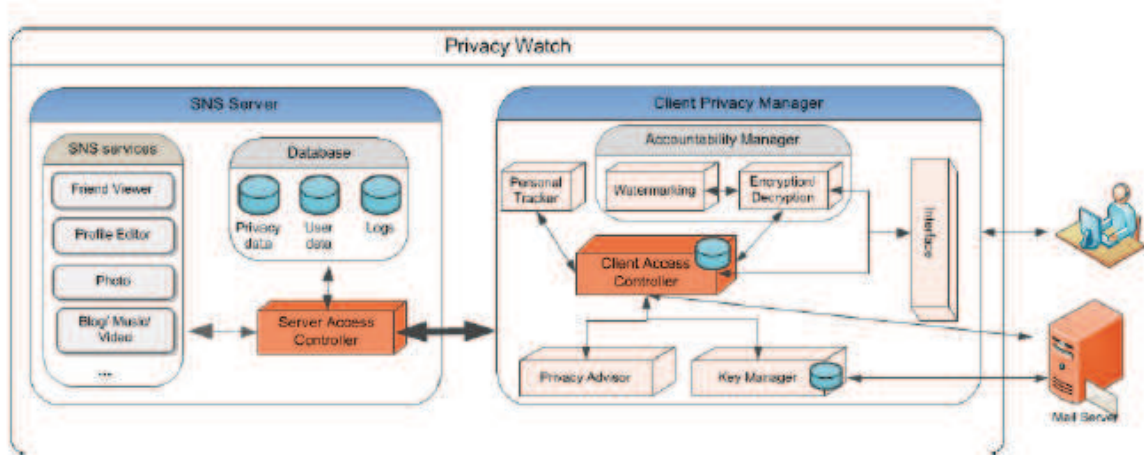 Privacy Watch
SNS Server
SNS services
Friend Viewer
Profile Editor
Photo
Blog/ Music/
Video
...
Database
Privacy
data
User
data
Logs
Server Access
Controller
Client Privacy Manager
Accountability Manager
Personal
Tracker
Watermarking
Encryption/
Decryption
Client Access
Controller
Interface
Privacy Advisor
Key Manager
Mail Server